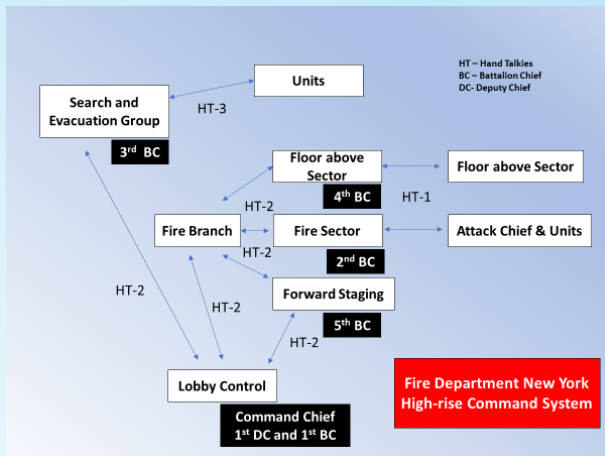 HT – Hand Talkies
BC – Battalion Chief
DC- Deputy Chief
Units
Search and
Evacuation Group
HT-3
3rd BC
Floor above
Sector
Floor above Sector
4th BC
HT-1
HT-2
Fire Branch
Fire Sector
Attack Chief & Units
HT-2
2nd BC
Forward Staging
HT-2
HT-2
5th BC
HT-2
Lobby Control
Command Chief
1st DC and 1st BC
Fire Department New York
High-rise Command System